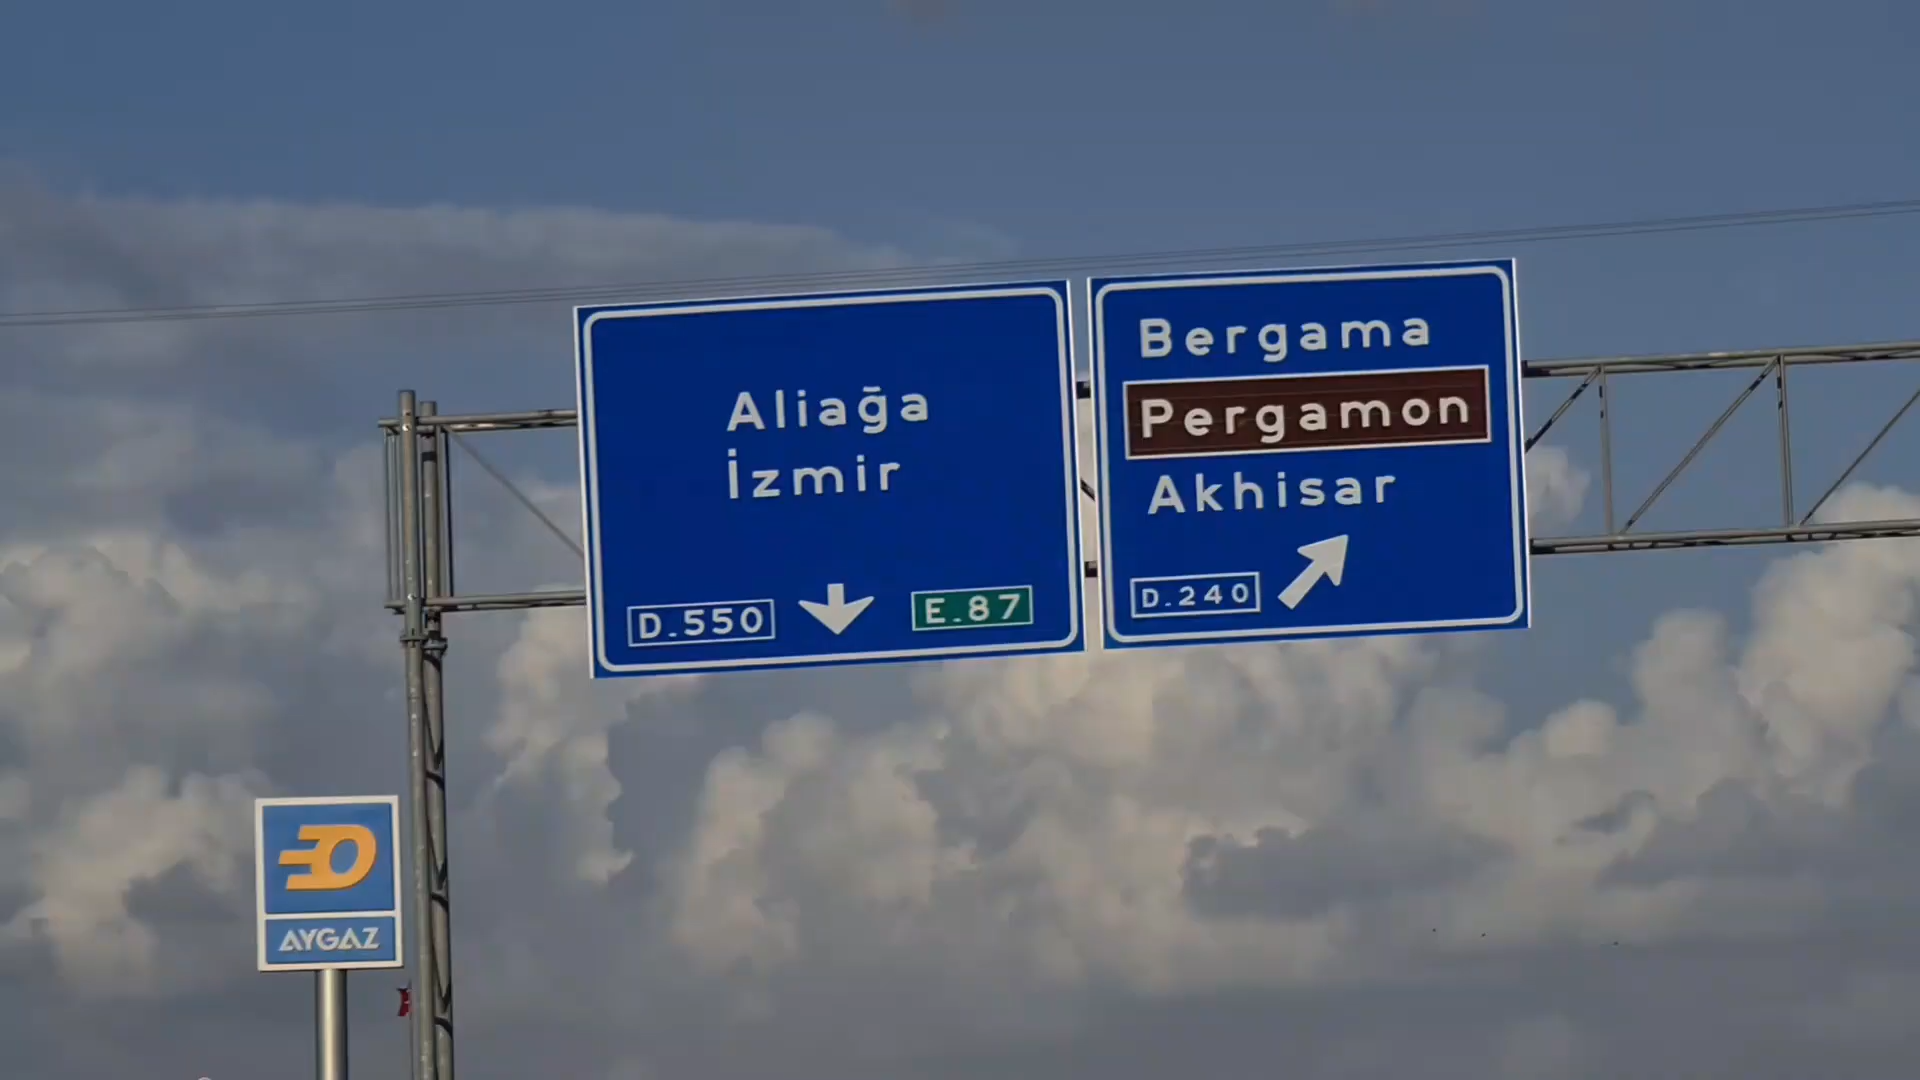 Aliağa
İzmir
D.550
E.87
Bergama
Pergamon
Akhisar
D.240
AYGAZ